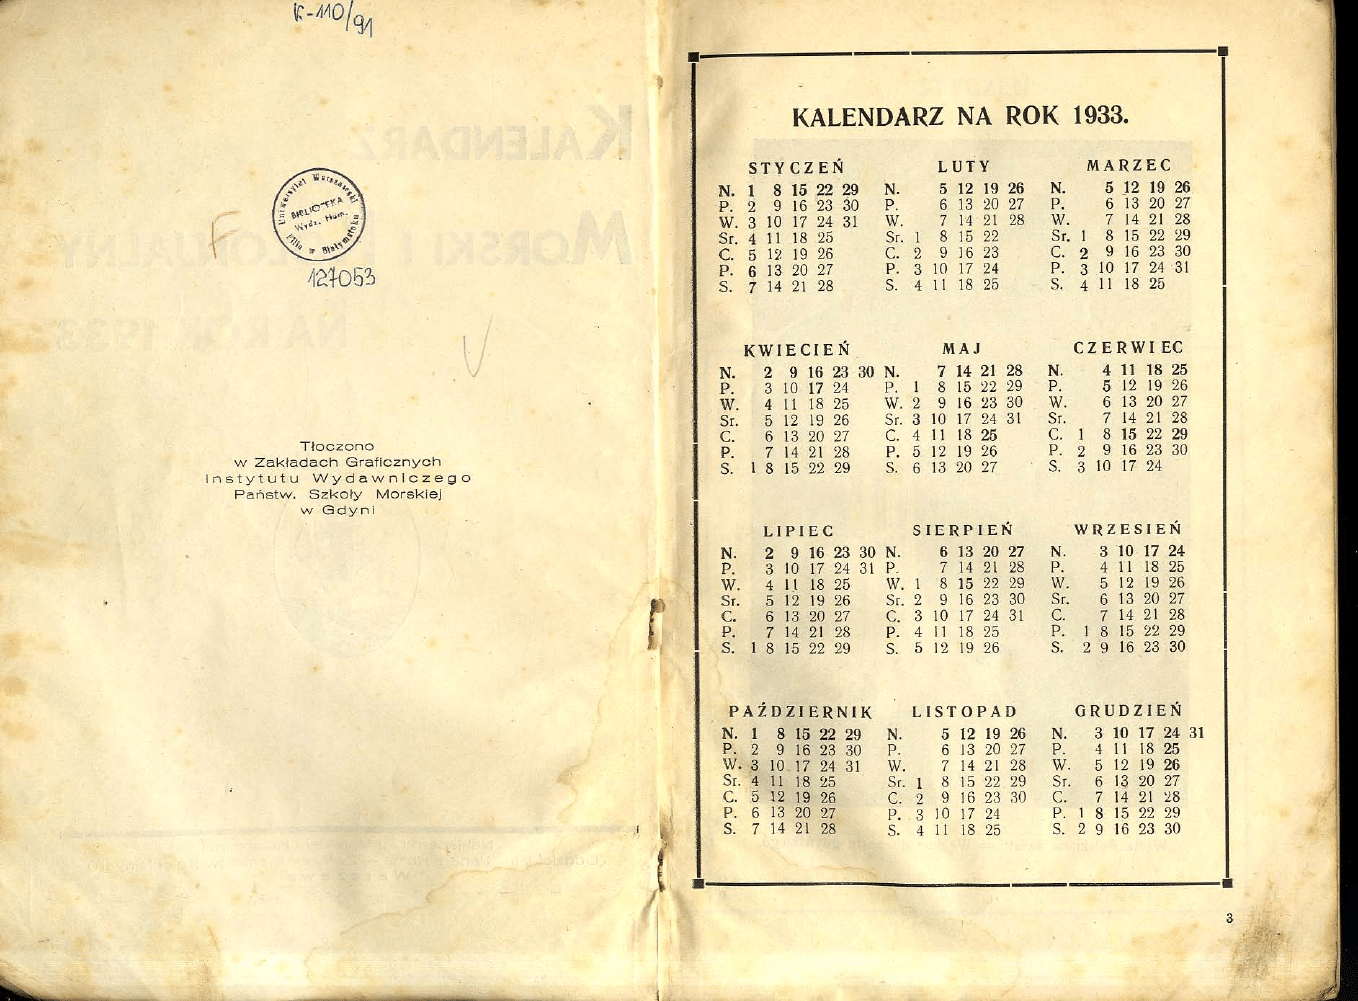 K-110/91
Uniwersytet Warszawski
BIBLIOTEKA
Wydz. Hum.
Filia w Białymstoku
F
127053
V
Tłoczono
w Zakładach Graficznych
Instytutu Wydawniczego
Państw. Szkoły Morskiej
w Gdyni
KALENDARZ NA ROK 1933.
STYCZEŃ LUTY MARZEC
N. 1 8 15 22 29 N. 5 12 19 26 N. 5 12 19 26
P. 2 9 16 23 30 P. 6 13 20 27 P. 6 13 20 27
W. 3 10 17 24 31 W. 7 14 21 28 W. 7 14 21 28
Sr. 4 11 18 25 Sr. 1 8 15 22 Sr. 1 8 15 22 29
C. 5 12 19 26 C. 2 9 16 23 C. 2 9 16 23 30
P. 6 13 20 27 P. 3 10 17 24 P. 3 10 17 24 31
S. 7 14 21 28 S. 4 11 18 25 S. 4 11 18 25
KWIECIEŃ MAJ CZERWIEC
N. 2 9 16 23 30 N. 7 14 21 28 N. 4 11 18 25
P. 3 10 17 24 P. 1 8 15 22 29 P. 5 12 19 26
W. 4 11 18 25 W. 2 9 16 23 30 W. 6 13 20 27
Sr. 5 12 19 26 Sr. 3 10 17 24 31 Sr. 7 14 21 28
C. 6 13 20 27 C. 4 11 18 25 C. 1 8 15 22 29
P. 7 14 21 28 P. 5 12 19 26 P. 2 9 16 23 30
S. 1 8 15 22 29 S. 6 13 20 27 S. 3 10 17 24
LIPIEC SIERPIEŃ WRZESIEŃ
N. 2 9 16 23 30 N. 6 13 20 27 N. 3 10 17 24
P. 3 10 17 24 31 P. 7 14 21 28 P. 4 11 18 25
W. 4 11 18 25 W. 1 8 15 22 29 W. 5 12 19 26
Sr. 5 12 19 26 Sr. 2 9 16 23 30 Sr. 6 13 20 27
C. 6 13 20 27 C. 3 10 17 24 31 C. 7 14 21 28
P. 7 14 21 28 P. 4 11 18 25 P. 1 8 15 22 29
S. 1 8 15 22 29 S. 5 12 19 26 S. 2 9 16 23 30
PAŹDZIERNIK LISTOPAD GRUDZIEŃ
N. 1 8 15 22 29 N. 5 12 19 26 N. 3 10 17 24 31
P. 2 9 16 23 30 P. 6 13 20 27 P. 4 11 18 25
W. 3 10 17 24 31 W. 7 14 21 28 W. 5 12 19 26
Sr. 4 11 18 25 Sr. 1 8 15 22 29 Sr. 6 13 20 27
C. 5 12 19 26 C. 2 9 16 23 30 C. 7 14 21 28
P. 6 13 20 27 P. 3 10 17 24 P. 1 8 15 22 29
S. 7 14 21 28 S. 4 11 18 25 S. 2 9 16 23 30
3